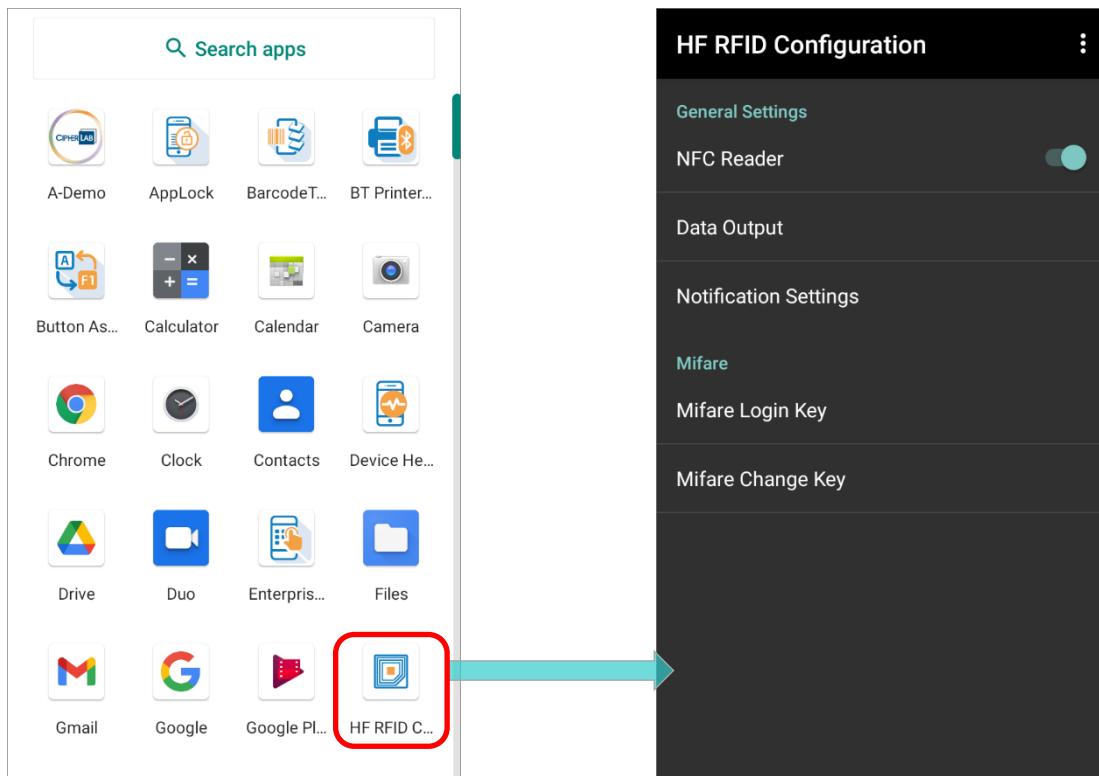 Search apps
CIPHERLAB
A-Demo
AppLock
BarcodeT...
BT Printer...
A
F1
Button As...
Calculator
Calendar
Camera
Chrome
Clock
Contacts
Device He...
Drive
Duo
Enterpris...
Files
Gmail
Google
Google Pl...
HF RFID C...
HF RFID Configuration
General Settings
NFC Reader
Data Output
Notification Settings
Mifare
Mifare Login Key
Mifare Change Key